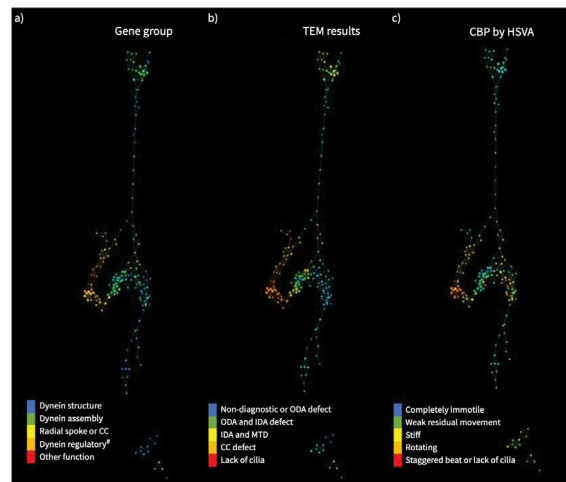 a) Gene group
b) TEM results
c) CBP by HSVA
Dynein structure
Dynein assembly
Radial spoke or CC
Dynein regulatory#
Other function
Non-diagnostic or ODA defect
ODA and IDA defect
IDA and MTD
CC defect
Lack of cilia
Completely immotile
Weak residual movement
Stiff
Rotating
Staggered beat or lack of cilia